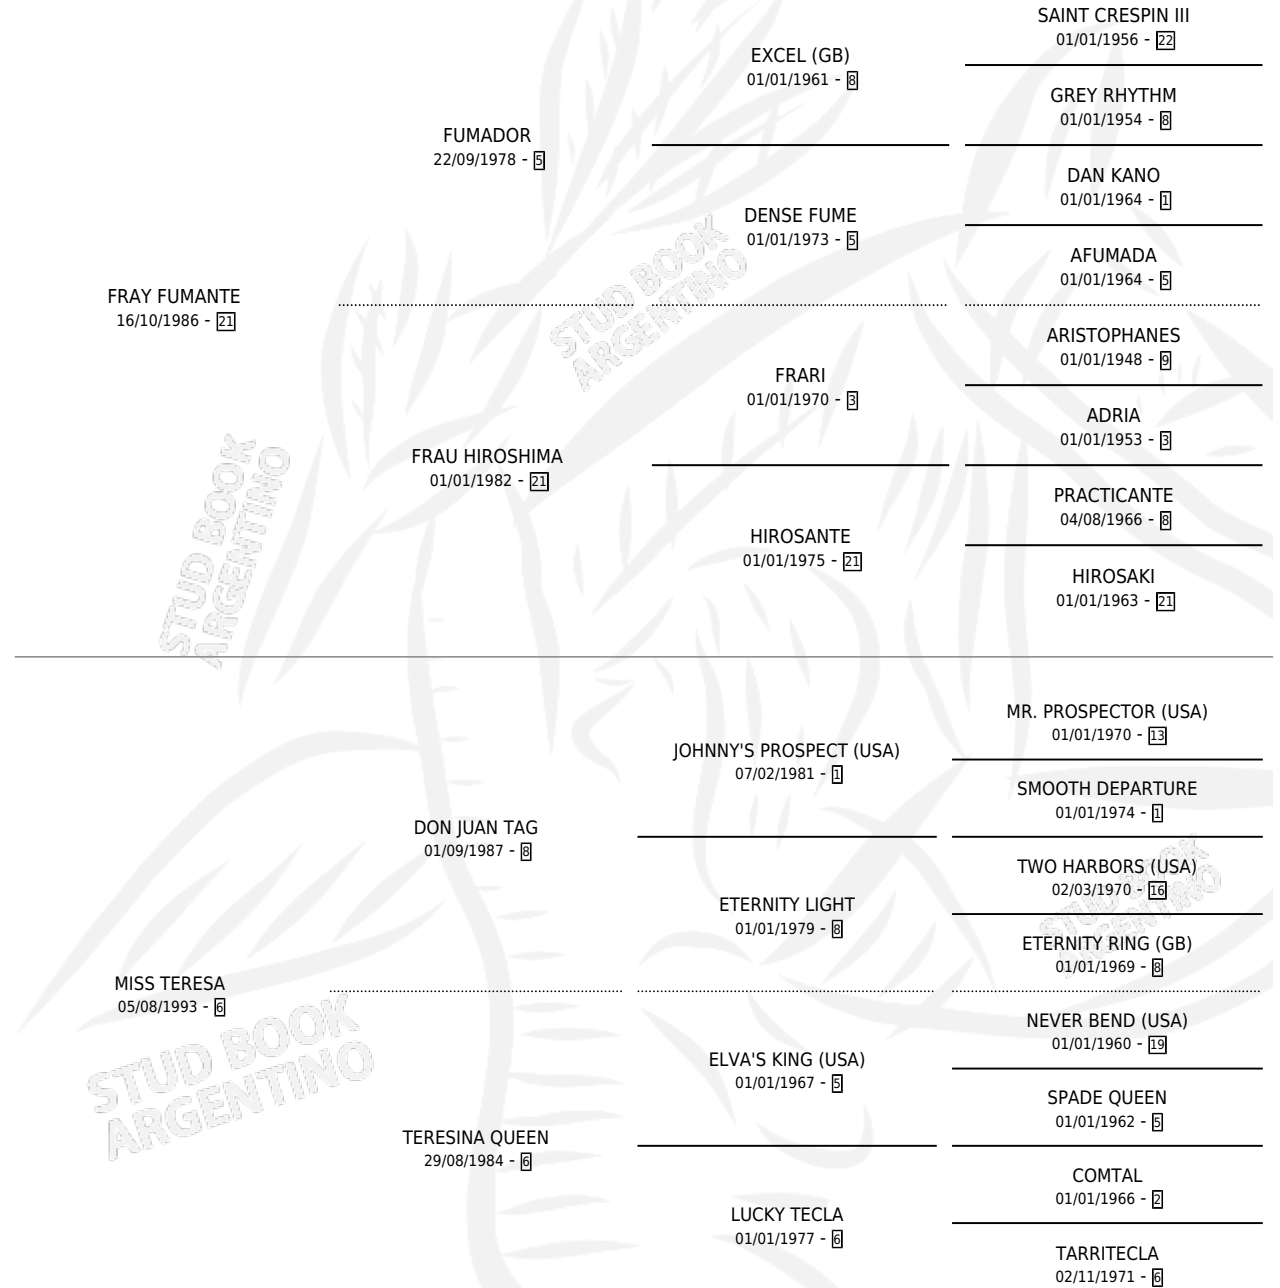 SAINT CRESPIN III
01/01/1956 - 22
EXCEL (GB)
01/01/1961 - 8
GREY RHYTHM
01/01/1954 - 8
FUMADOR
22/09/1978 - 5
DAN KANO
01/01/1964 - 1
DENSE FUME
01/01/1973 - 5
AFUMADA
01/01/1964 - 5
FRAY FUMANTE
16/10/1986 - 21
ARISTOPHANES
01/01/1948 - 9
FRARI
01/01/1970 - 3
ADRIA
01/01/1953 - 3
FRAU HIROSHIMA
01/01/1982 - 21
PRACTICANTE
04/08/1966 - 8
HIROSANTE
01/01/1975 - 21
HIROSAKI
01/01/1963 - 21
STUD BOOK
ARGENTINO
STUD BOOK
ARGENTINO
MR. PROSPECTOR (USA)
01/01/1970 - 13
JOHNNY'S PROSPECT (USA)
07/02/1981 - 1
SMOOTH DEPARTURE
01/01/1974 - 1
DON JUAN TAG
01/09/1987 - 8
TWO HARBORS (USA)
02/03/1970 - 16
ETERNITY LIGHT
01/01/1979 - 8
ETERNITY RING (GB)
01/01/1969 - 8
MISS TERESA
05/08/1993 - 6
NEVER BEND (USA)
01/01/1960 - 19
ELVA'S KING (USA)
01/01/1967 - 5
SPADE QUEEN
01/01/1962 - 5
TERESINA QUEEN
29/08/1984 - 6
COMTAL
01/01/1966 - 2
LUCKY TECLA
01/01/1977 - 6
TARRITECLA
02/11/1971 - 6
STUD BOOK
ARGENTINO
STUD BOOK
ARGENTINO